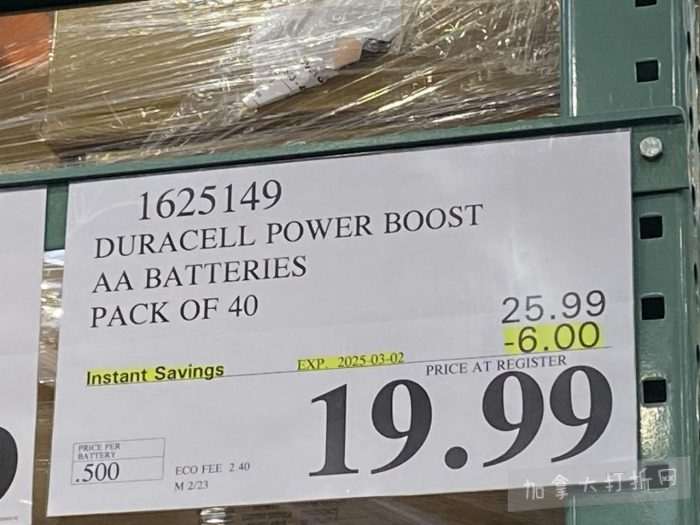 1625149
DURACELL POWER BOOST
AA BATTERIES
PACK OF 40
25.99
-6.00
Instant Savings
EXP. 2025-03-02
PRICE AT REGISTER
19.99
PRICE PER
BATTERY
.500
ECO FEE 2.40
M 2/23
加拿大打折网